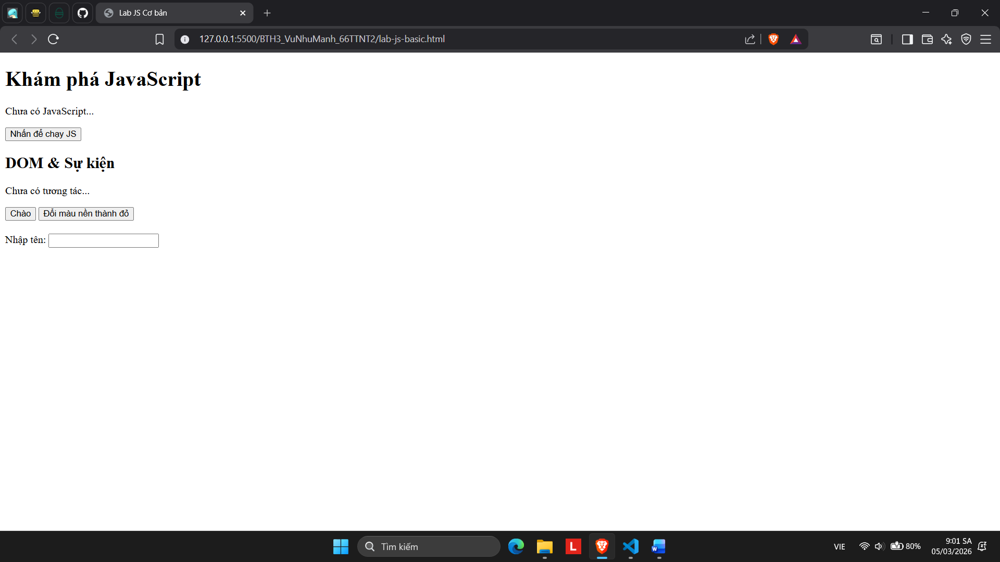 Lab JS Cơ bản
127.0.0.1:5500/BTH3_VuNhuManh_66TTNT2/lab-js-basic.html
Khám phá JavaScript
Chưa có JavaScript...
Nhấn để chạy JS
DOM & Sự kiện
Chưa có tương tác...
Chào Đổi màu nền thành đỏ
Nhập tên:
Tìm kiếm
L
W
VIE
80%
9:01 SA
05/03/2026